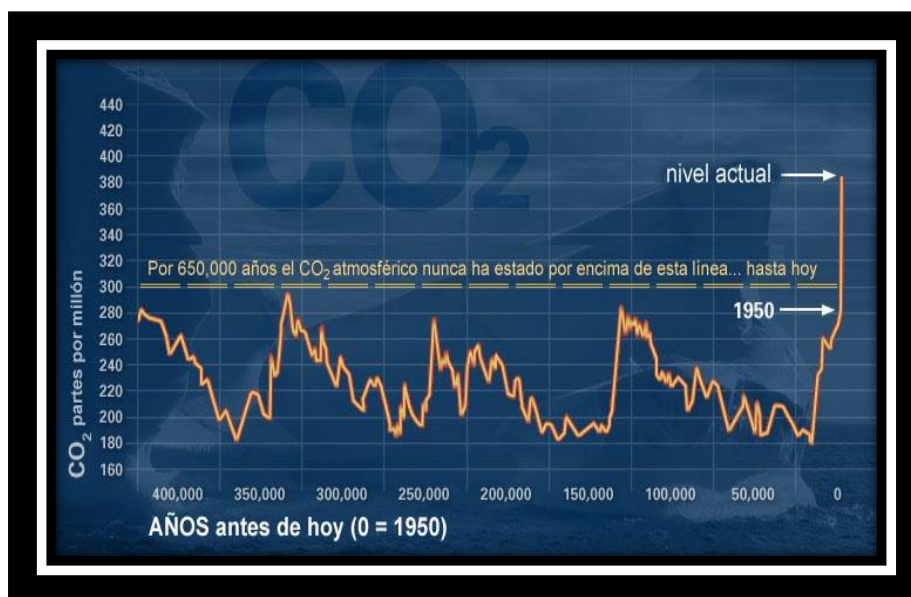 CO2
440
420
400
380
360
340
320
300
280
260
240
220
200
180
160
CO2 partes por millón
nivel actual
Por 650,000 años el CO2 atmosférico nunca ha estado por encima de esta línea... hasta hoy
1950
400,000 350,000 300,000 250,000 200,000 150,000 100,000 50,000 0
AÑOS antes de hoy (0 = 1950)